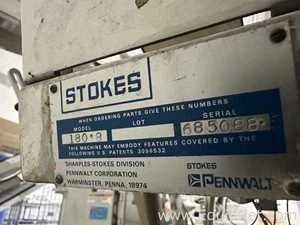 STOKES
WHEN ORDERING PARTS GIVE THESE NUMBERS
MODEL LOT SERIAL
THIS MACHINE MAY EMBODY FEATURES COVERED BY THE
FOLLOWING U.S. PATENTS 3094532
SHARPLES-STOKES DIVISION
PENNWALT CORPORATION
WARMINSTER, PENNA. 18974
STOKES
PENNWALT